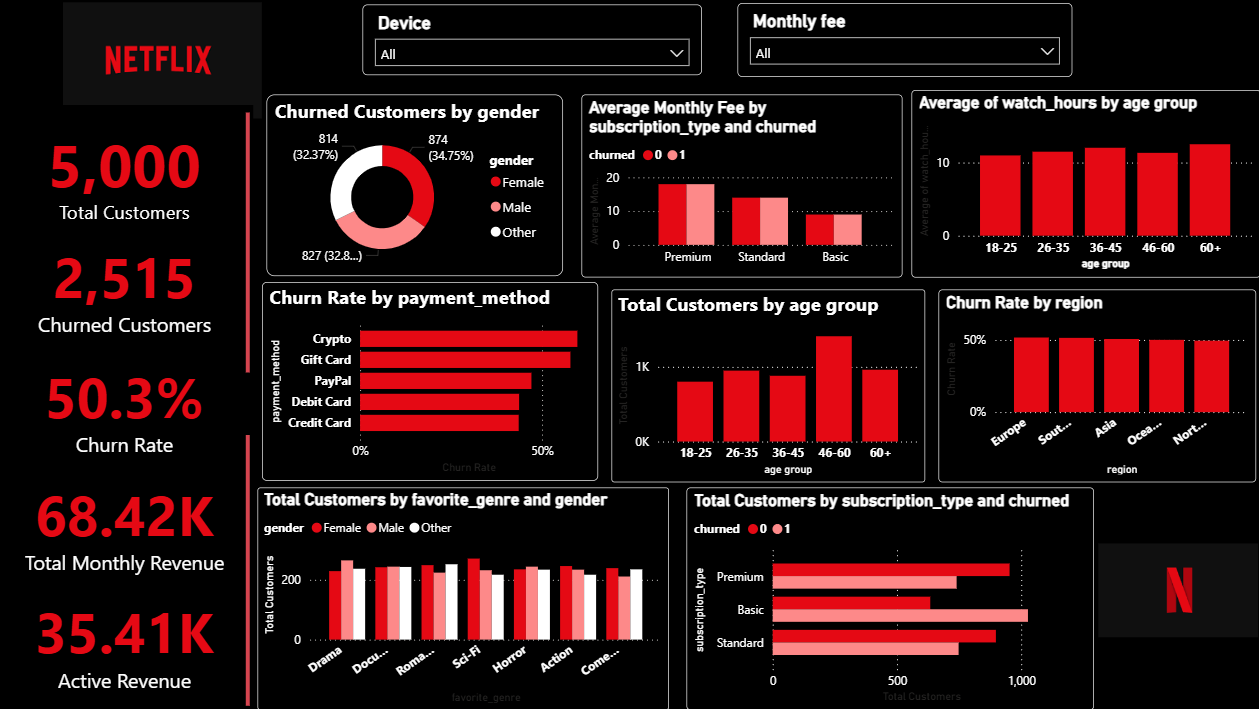 NETFLIX
Device
All
Monthly fee
All
5,000
Total Customers
2,515
Churned Customers
50.3%
Churn Rate
68.42K
Total Monthly Revenue
35.41K
Active Revenue
Churned Customers by gender
814
(32.37%)
874
(34.75%)
827 (32.8...)
gender
Female
Male
Other
Average Monthly Fee by
subscription_type and churned
churned 0 1
Average Mon...
20
10
0
Premium Standard Basic
Average of watch_hours by age group
Average of watch_hou...
10
0
18-25 26-35 36-45 46-60 60+
age group
Churn Rate by payment_method
payment_method
Crypto
Gift Card
PayPal
Debit Card
Credit Card
0% 50%
Churn Rate
Total Customers by age group
Total Customers
1K
0K
18-25 26-35 36-45 46-60 60+
age group
Churn Rate by region
Churn Rate
50%
0%
Europe Sout... Asia Ocea... Nort...
region
Total Customers by favorite_genre and gender
gender Female Male Other
Total Customers
200
0
Drama Docu... Roma... Sci-Fi Horror Action Come...
favorite_genre
Total Customers by subscription_type and churned
churned 0 1
subscription_type
Premium
Basic
Standard
0 500 1,000
Total Customers
N